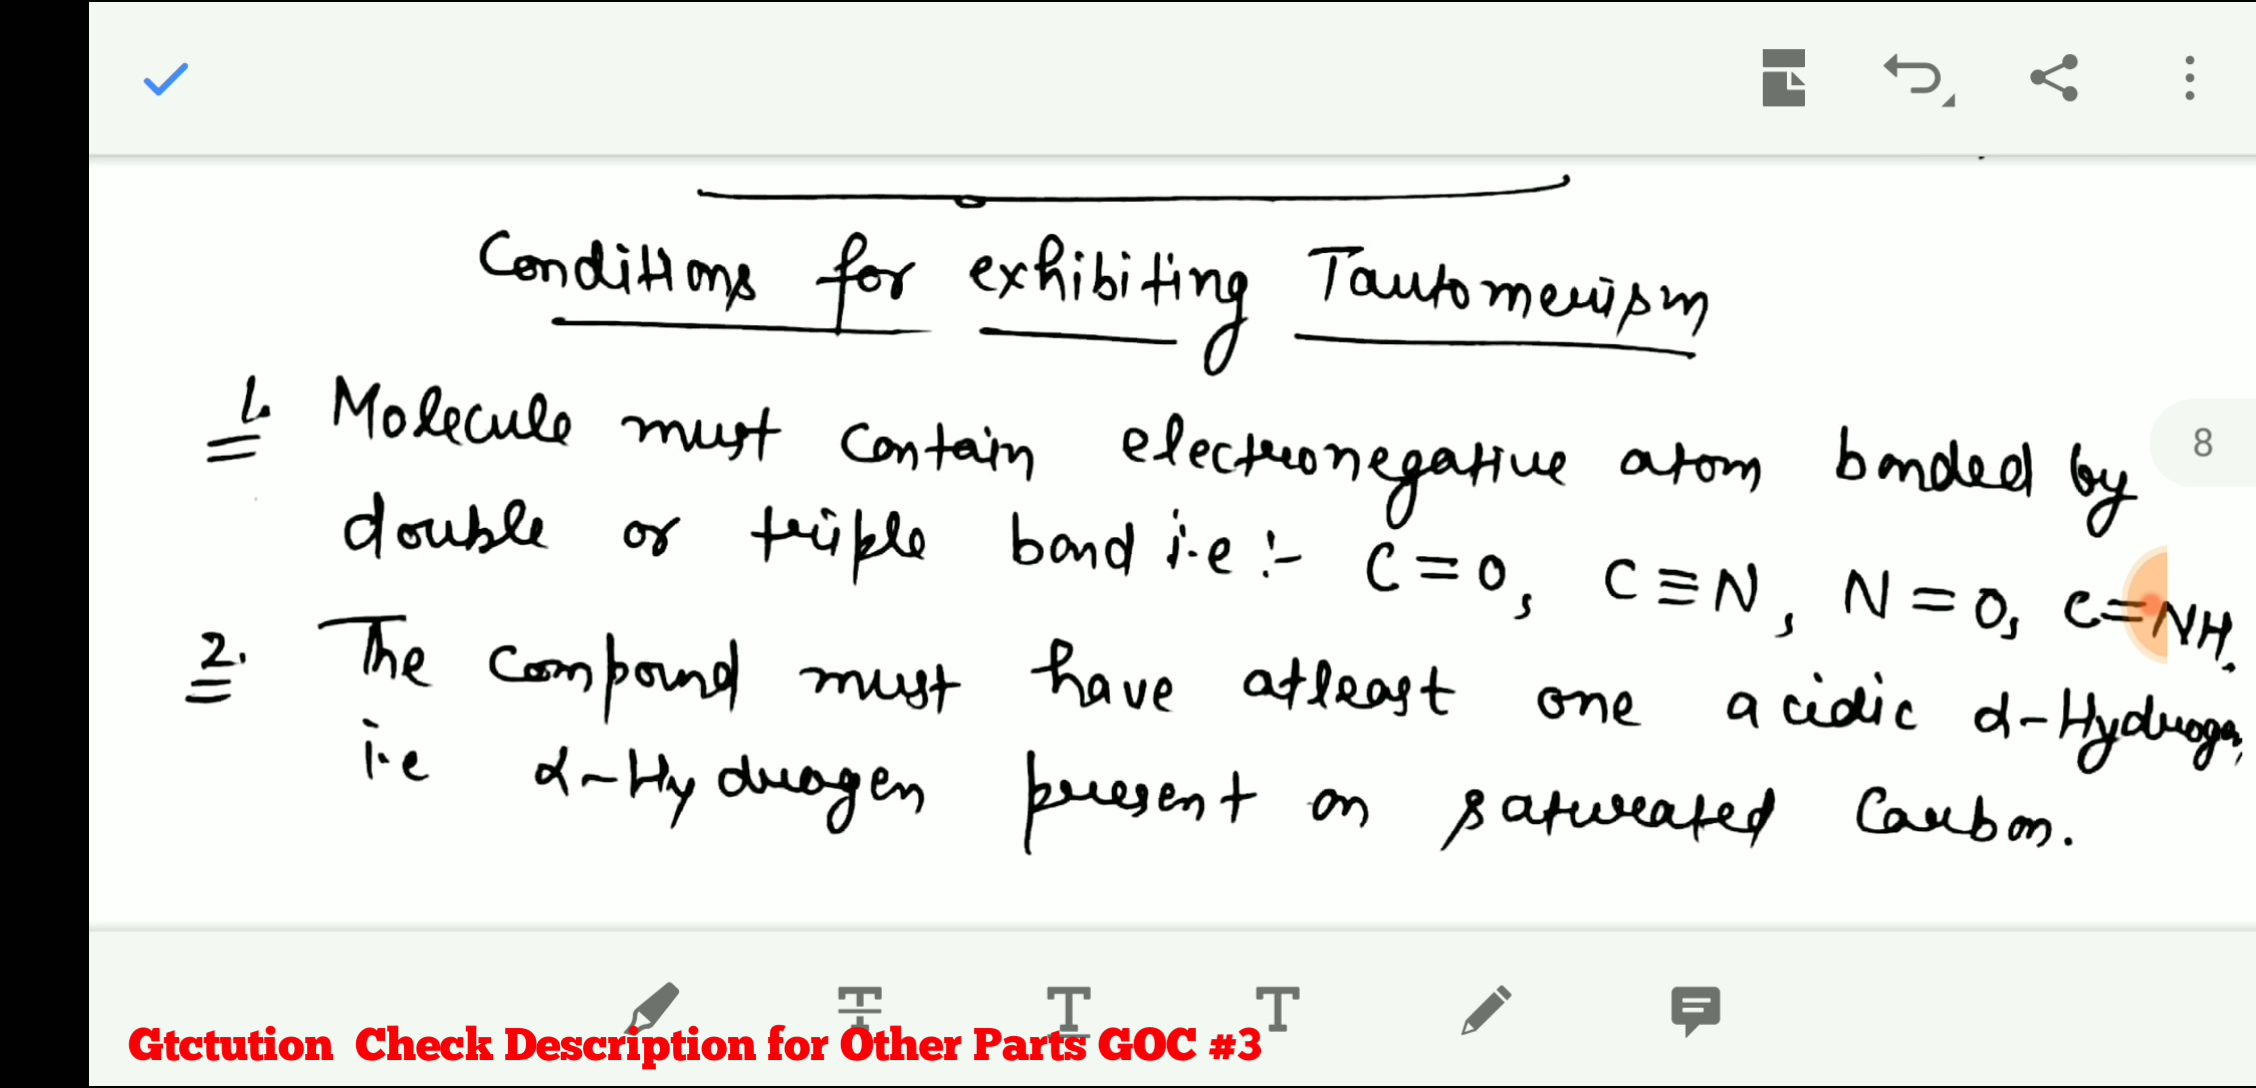 Conditions for exhibiting Tautomerism
1. Molecule must contain electronegative atom bonded by
8
double or triple bond i.e :- C=O, C≡N, N=O, C=NH.
2. The compound must have atleast one acidic α-Hydrogen,
i.e α-Hydrogen present on saturated Carbon.
Gtctution Check Description for Other Parts GOC #3